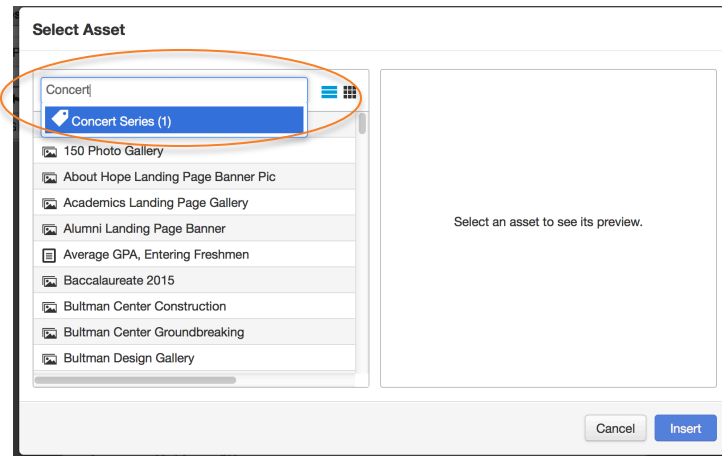 Select Asset
Concert
Concert Series (1)
150 Photo Gallery
About Hope Landing Page Banner Pic
Academics Landing Page Gallery
Alumni Landing Page Banner
Average GPA, Entering Freshmen
Baccalaureate 2015
Bultman Center Construction
Bultman Center Groundbreaking
Bultman Design Gallery
Select an asset to see its preview.
Cancel
Insert